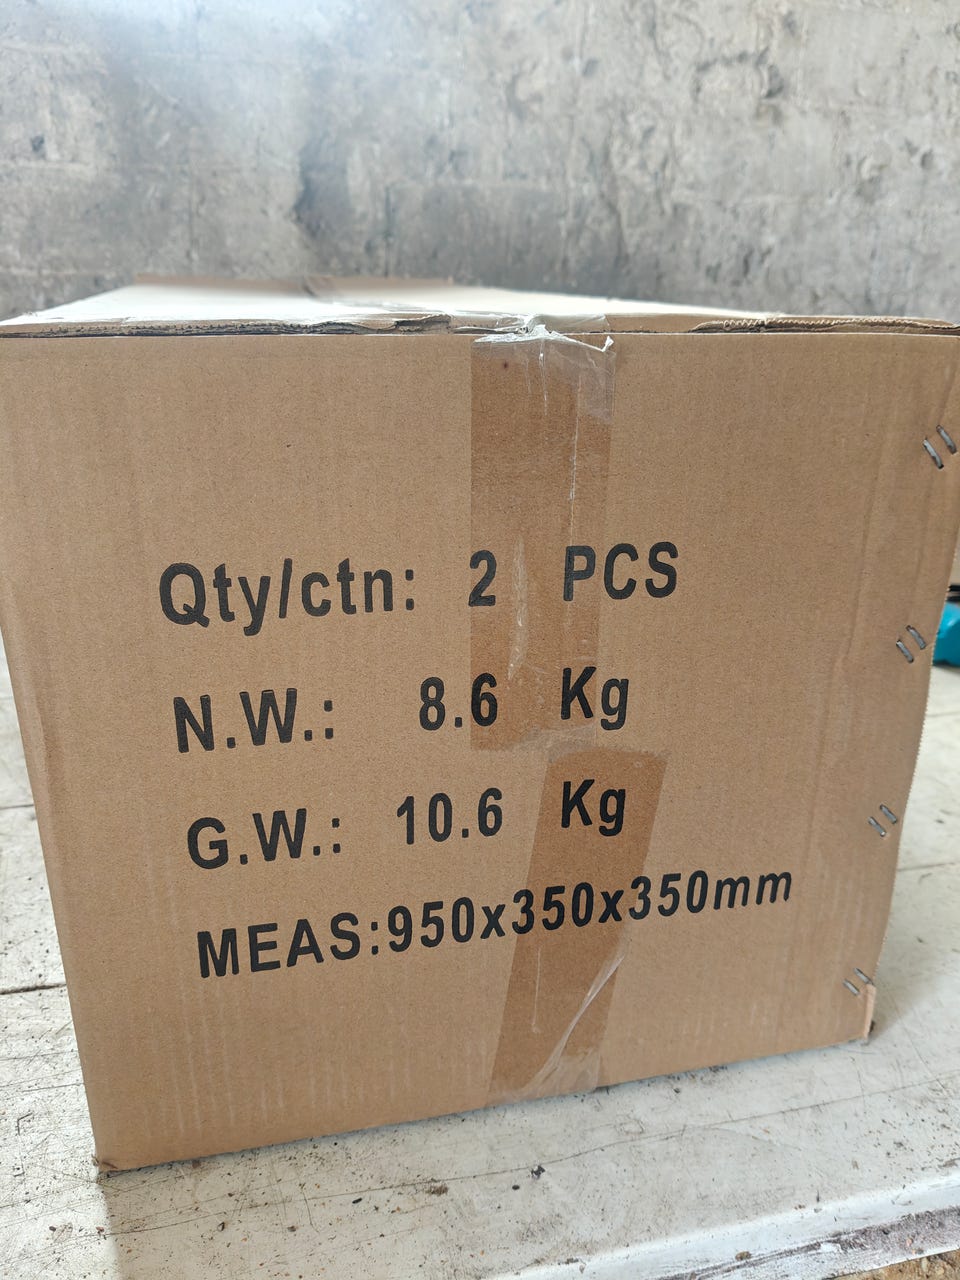 Qty/ctn: 2 PCS
N.W.: 8.6 Kg
G.W.: 10.6 Kg
MEAS:950x350x350mm